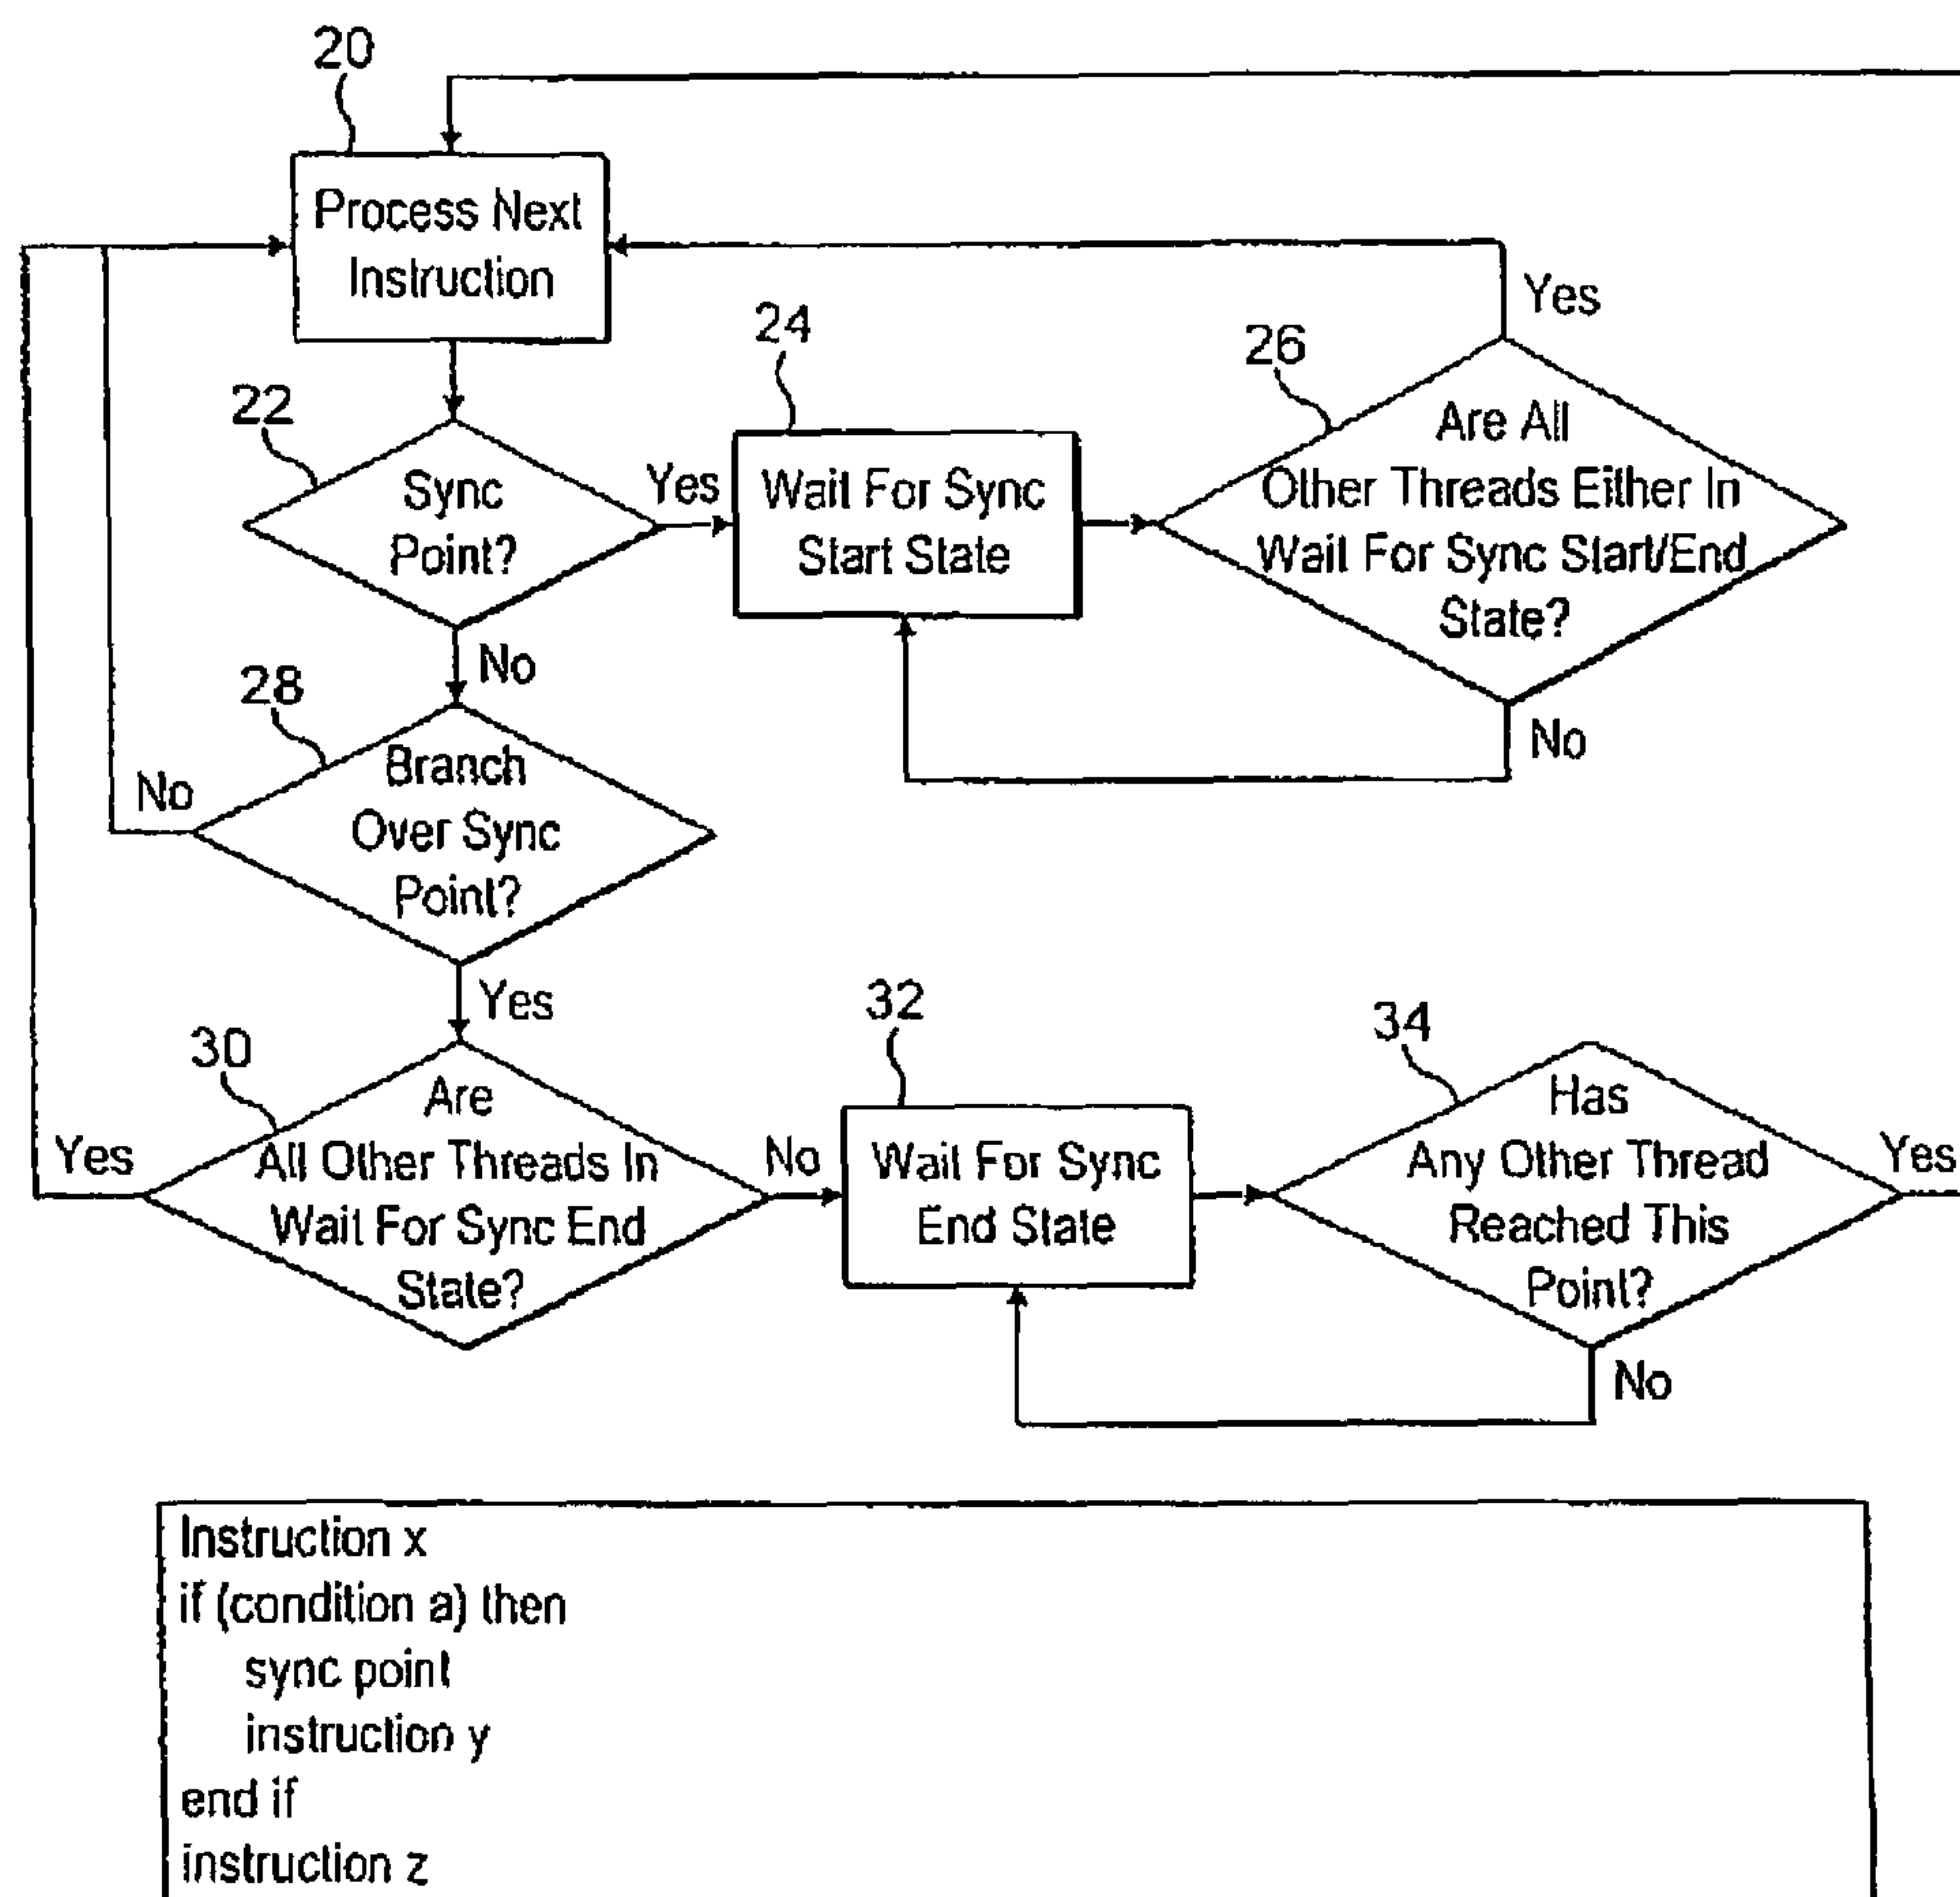 20
Process Next
Instruction
22
Sync
Point?
Yes
24
Wait For Sync
Start State
26
Are All
Other Threads Either In
Wait For Sync Start/End
State?
Yes
No
No
28
Branch
Over Sync
Point?
No
Yes
30
Are
All Other Threads In
Wait For Sync End
State?
Yes
No
32
Wait For Sync
End State
34
Has
Any Other Thread
Reached This
Point?
Yes
No
Instruction x
if (condition a) then
sync point
instruction y
end if
instruction z